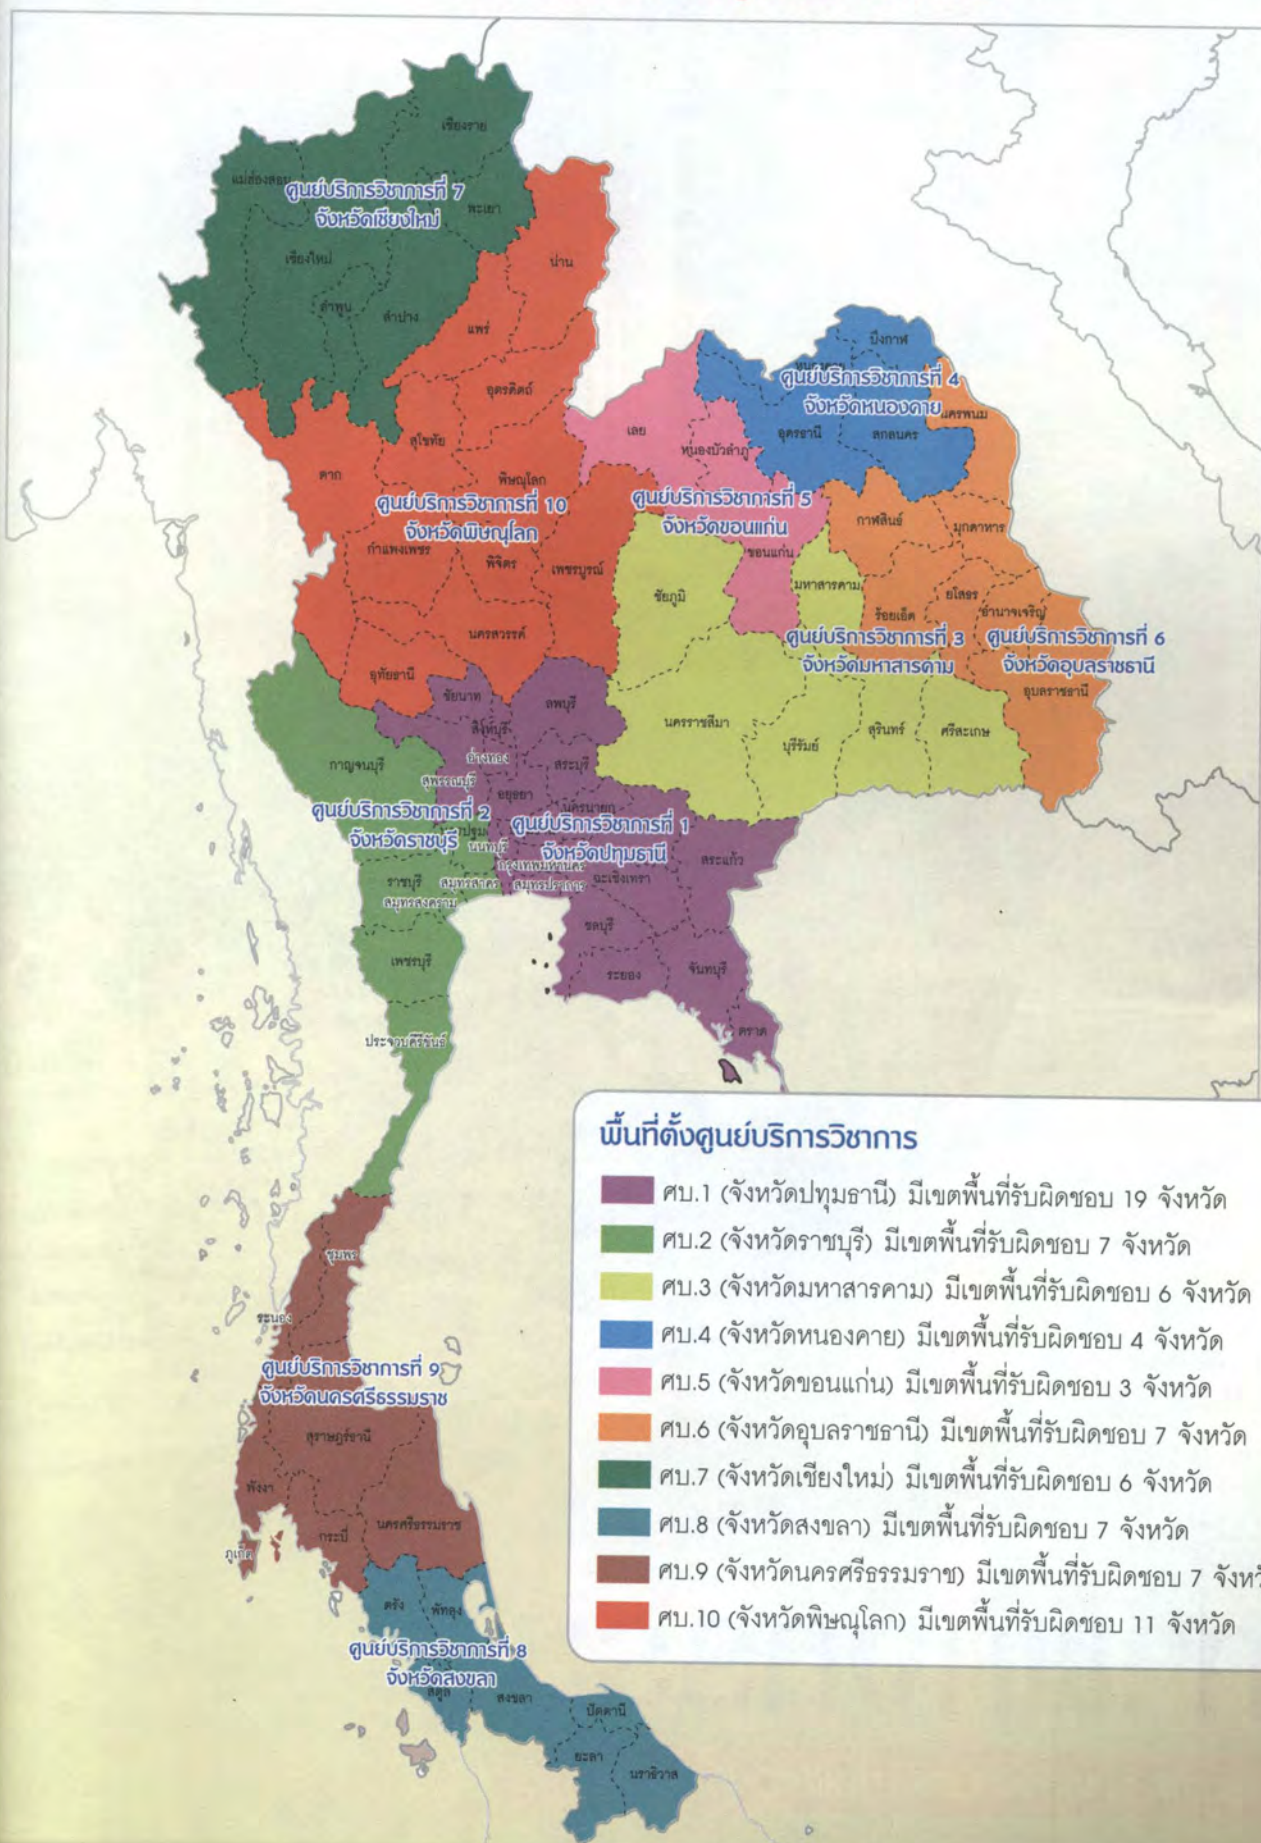 เชียงราย
แม่ฮ่องสอน
ศูนย์บริการวิชาการที่ 7
จังหวัดเชียงใหม่
พะเยา
เชียงใหม่
น่าน
ลำพูน
ลำปาง
แพร่
อุตรดิตถ์
สุโขทัย
ตาก
พิษณุโลก
ศูนย์บริการวิชาการที่ 10
จังหวัดพิษณุโลก
กำแพงเพชร
พิจิตร
เพชรบูรณ์
นครสวรรค์
อุทัยธานี
บึงกาฬ
ศูนย์บริการวิชาการที่ 4
จังหวัดหนองคาย
นครพนม
เลย
หนองบัวลำภู
อุดรธานี
สกลนคร
ศูนย์บริการวิชาการที่ 5
จังหวัดขอนแก่น
กาฬสินธุ์
มุกดาหาร
ขอนแก่น
ชัยภูมิ
มหาสารคาม
ร้อยเอ็ด
ยโสธร
อำนาจเจริญ
ศูนย์บริการวิชาการที่ 3
จังหวัดมหาสารคาม
ศูนย์บริการวิชาการที่ 6
จังหวัดอุบลราชธานี
อุบลราชธานี
นครราชสีมา
บุรีรัมย์
สุรินทร์
ศรีสะเกษ
ชัยนาท
ลพบุรี
สิงห์บุรี
อ่างทอง
สระบุรี
กาญจนบุรี
สุพรรณบุรี
อยุธยา
นครนายก
ศูนย์บริการวิชาการที่ 2
จังหวัดราชบุรี
ศูนย์บริการวิชาการที่ 1
จังหวัดปทุมธานี
นนทบุรี
กรุงเทพมหานคร
สระแก้ว
ราชบุรี
สมุทรสาคร
สมุทรปราการ
ฉะเชิงเทรา
สมุทรสงคราม
ชลบุรี
เพชรบุรี
ระยอง
จันทบุรี
ตราด
ประจวบคีรีขันธ์
ชุมพร
ระนอง
ศูนย์บริการวิชาการที่ 9
จังหวัดนครศรีธรรมราช
สุราษฎร์ธานี
พังงา
กระบี่
นครศรีธรรมราช
ภูเก็ต
ตรัง
พัทลุง
ศูนย์บริการวิชาการที่ 8
จังหวัดสงขลา
สตูล
สงขลา
ปัตตานี
ยะลา
นราธิวาส
พื้นที่ตั้งศูนย์บริการวิชาการ
ศบ.1 (จังหวัดปทุมธานี) มีเขตพื้นที่รับผิดชอบ 19 จังหวัด
ศบ.2 (จังหวัดราชบุรี) มีเขตพื้นที่รับผิดชอบ 7 จังหวัด
ศบ.3 (จังหวัดมหาสารคาม) มีเขตพื้นที่รับผิดชอบ 6 จังหวัด
ศบ.4 (จังหวัดหนองคาย) มีเขตพื้นที่รับผิดชอบ 4 จังหวัด
ศบ.5 (จังหวัดขอนแก่น) มีเขตพื้นที่รับผิดชอบ 3 จังหวัด
ศบ.6 (จังหวัดอุบลราชธานี) มีเขตพื้นที่รับผิดชอบ 7 จังหวัด
ศบ.7 (จังหวัดเชียงใหม่) มีเขตพื้นที่รับผิดชอบ 6 จังหวัด
ศบ.8 (จังหวัดสงขลา) มีเขตพื้นที่รับผิดชอบ 7 จังหวัด
ศบ.9 (จังหวัดนครศรีธรรมราช) มีเขตพื้นที่รับผิดชอบ 7
ศบ.10 (จังหวัดพิษณุโลก) มีเขตพื้นที่รับผิดชอบ 11 จังหวัด